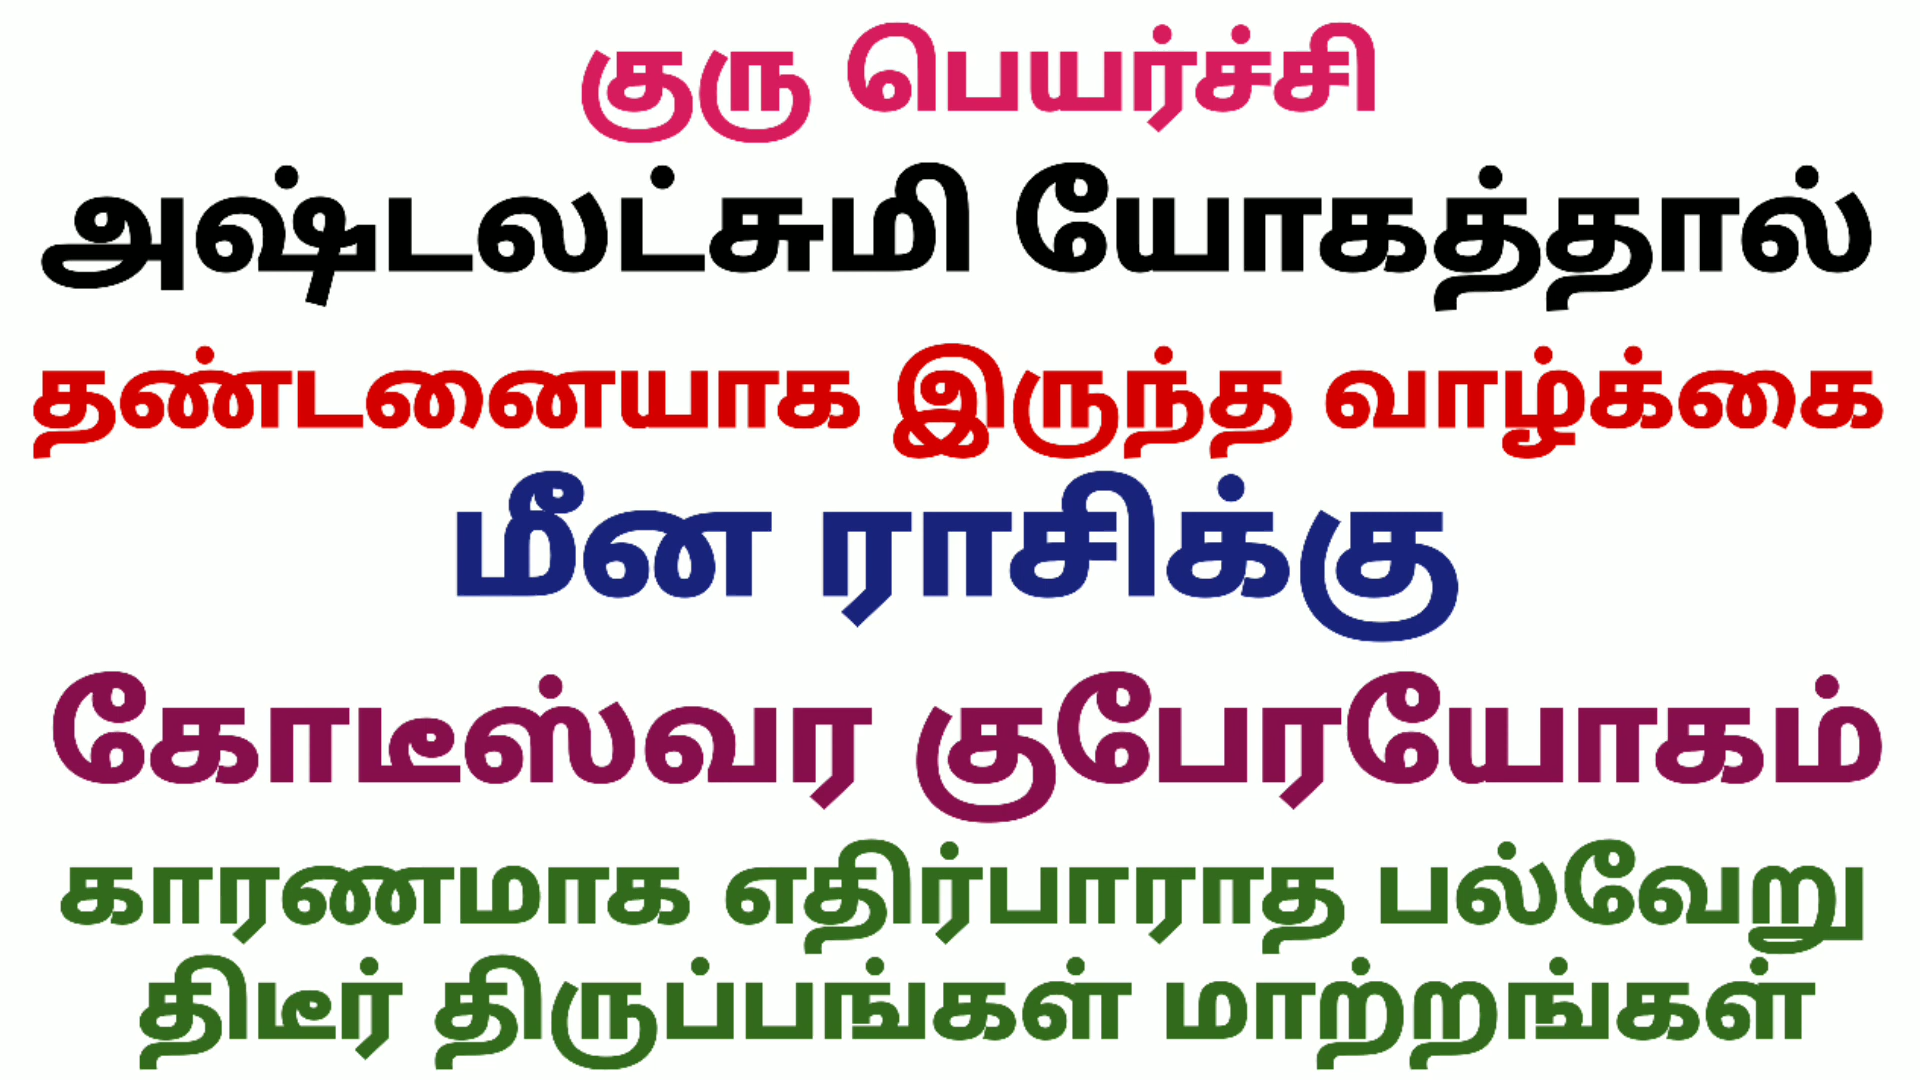 குரு பெயர்ச்சி
அஷ்டலட்சுமி யோகத்தால்
தண்டனையாக இருந்த வாழ்க்கை
மீன ராசிக்கு
கோடீஸ்வர குபேரயோகம்
காரணமாக எதிர்பாராத பல்வேறு
திடீர் திருப்பங்கள் மாற்றங்கள்